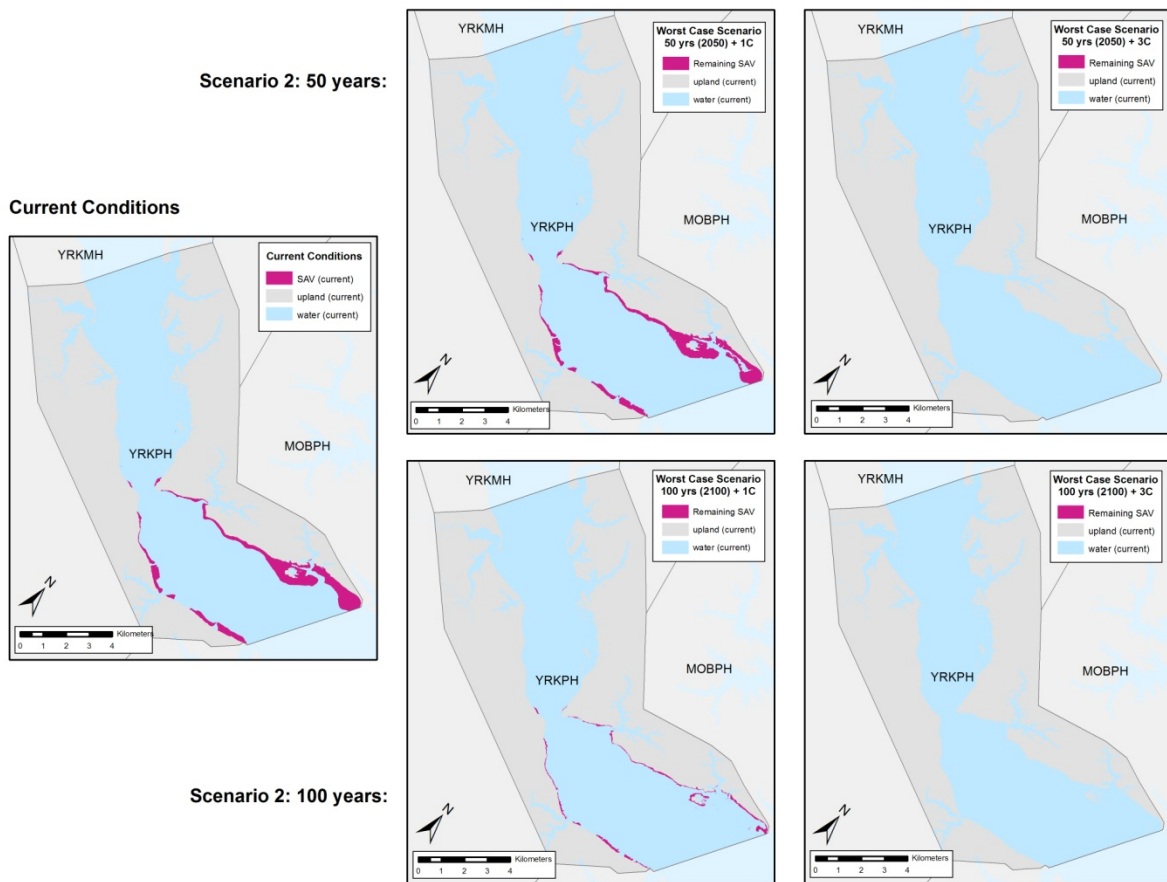 Scenario 2: 50 years:
YRKMH
Worst Case Scenario
50 yrs (2050) + 1C
Remaining SAV
upland (current)
water (current)
YRKPH
MOBPH
N
Kilometers
0 1 2 3 4
YRKMH
Worst Case Scenario
50 yrs (2050) + 3C
Remaining SAV
upland (current)
water (current)
YRKPH
MOBPH
N
Kilometers
0 1 2 3 4
Current Conditions
YRKMH
Current Conditions
SAV (current)
upland (current)
water (current)
YRKPH
MOBPH
N
Kilometers
0 1 2 3 4
Scenario 2: 100 years:
YRKMH
Worst Case Scenario
100 yrs (2100) + 1C
Remaining SAV
upland (current)
water (current)
YRKPH
MOBPH
N
Kilometers
0 1 2 3 4
YRKMH
Worst Case Scenario
100 yrs (2100) + 3C
Remaining SAV
upland (current)
water (current)
YRKPH
MOBPH
N
Kilometers
0 1 2 3 4